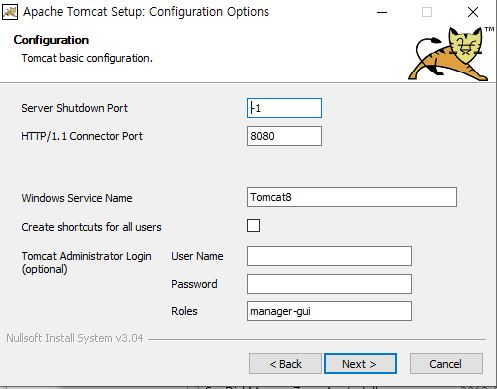 Apache Tomcat Setup: Configuration Options
Configuration
Tomcat basic configuration.
TM
Server Shutdown Port -1
HTTP/1.1 Connector Port 8080
Windows Service Name Tomcat8
Create shortcuts for all users
Tomcat Administrator Login (optional) User Name
Password
Roles manager-gui
Nullsoft Install System v3.04
< Back Next > Cancel